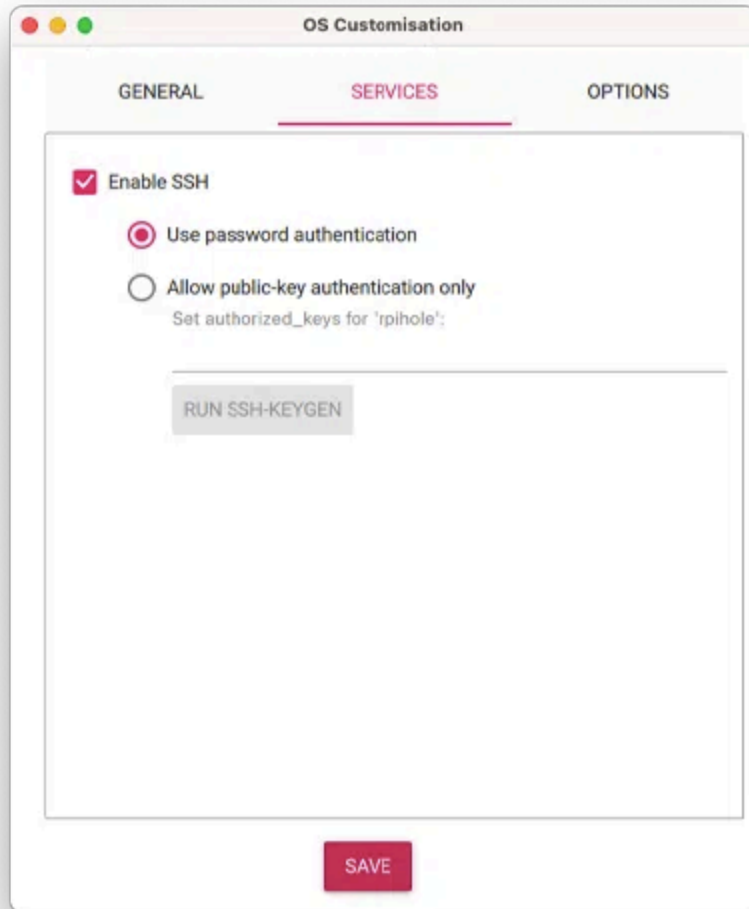 OS Customisation
GENERAL SERVICES OPTIONS
Enable SSH
Use password authentication
Allow public-key authentication only
Set authorized_keys for 'rpihole':
RUN SSH-KEYGEN
SAVE